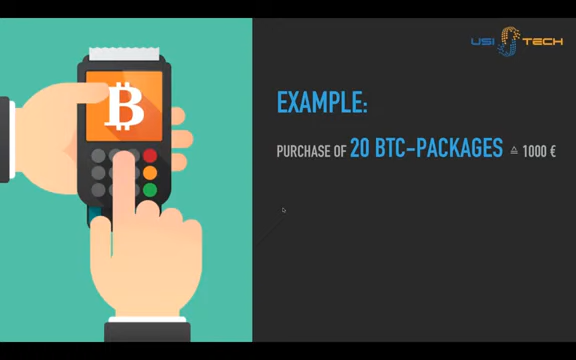 USI TECH
EXAMPLE:
PURCHASE OF 20 BTC-PACKAGES ≙ 1000 €
B